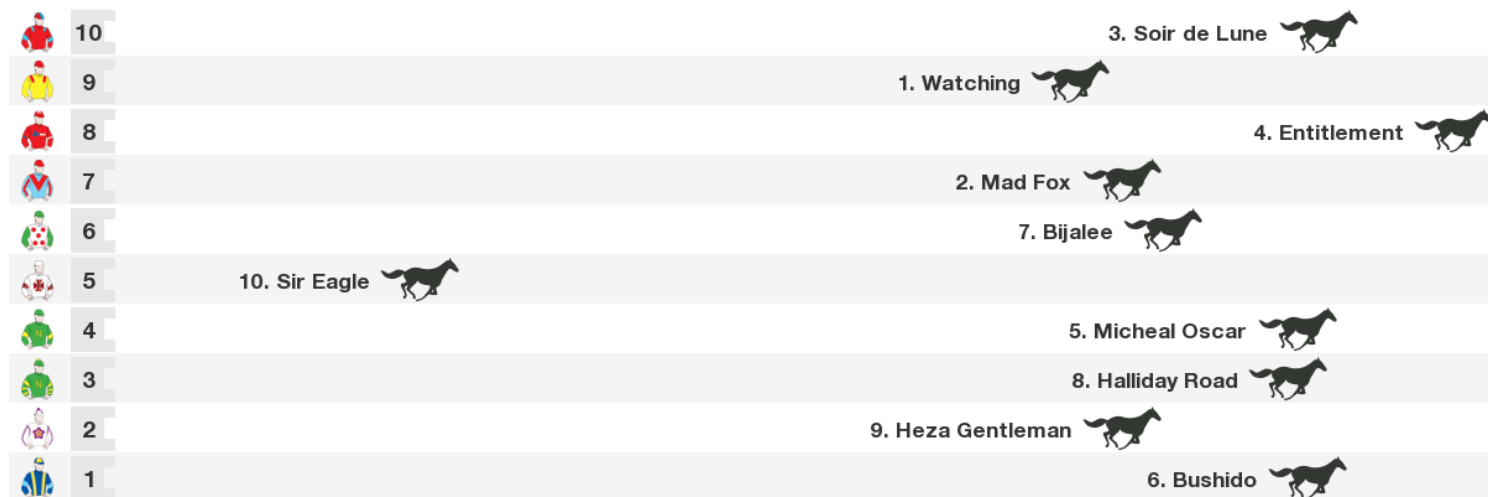 10 3. Soir de Lune
9 1. Watching
8 4. Entitlement
7 2. Mad Fox
6 7. Bijalee
5 10. Sir Eagle
4 5. Micheal Oscar
N
3 8. Halliday Road
N
2 9. Heza Gentleman
1 6. Bushido